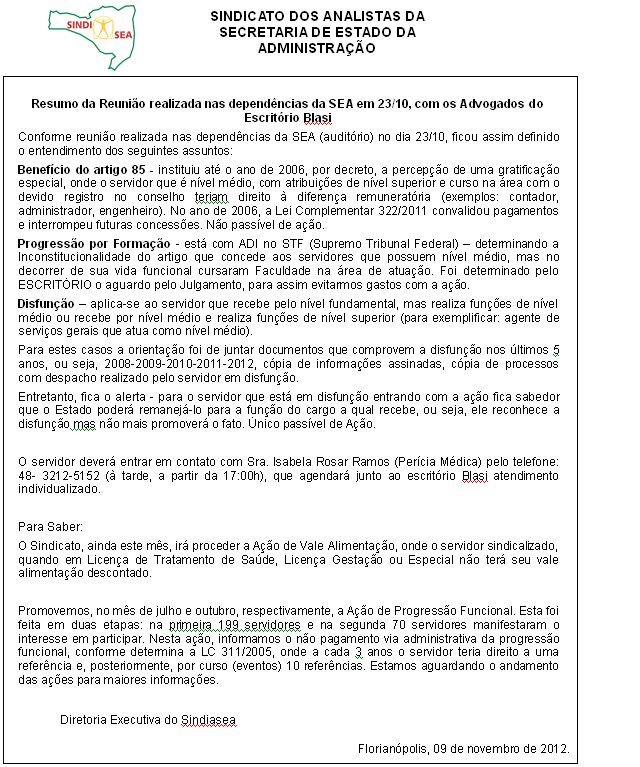 SINDI SEA
SINDICATO DOS ANALISTAS DA
SECRETARIA DE ESTADO DA
ADMINISTRAÇÃO
Resumo da Reunião realizada nas dependências da SEA em 23/10, com os Advogados do
Escritório Blasi
Conforme reunião realizada nas dependências da SEA (auditório) no dia 23/10, ficou assim definido
o entendimento dos seguintes assuntos:
Benefício do artigo 85 - instituiu até o ano de 2006, por decreto, a percepção de uma gratificação
especial, onde o servidor que é nível médio, com atribuições de nível superior e curso na área com o
devido registro no conselho teriam direito à diferença remuneratória (exemplos: contador,
administrador, engenheiro). No ano de 2006, a Lei Complementar 322/2011 convalidou pagamentos
e interrompeu futuras concessões. Não passível de ação.
Progressão por Formação - está com ADI no STF (Supremo Tribunal Federal) – determinando a
Inconstitucionalidade do artigo que concede aos servidores que possuem nível médio, mas no
decorrer de sua vida funcional cursaram Faculdade na área de atuação. Foi determinado pelo
ESCRITÓRIO o aguardo pelo Julgamento, para assim evitarmos gastos com a ação.
Disfunção – aplica-se ao servidor que recebe pelo nível fundamental, mas realiza funções de nível
médio ou recebe por nível médio e realiza funções de nível superior (para exemplificar: agente de
serviços gerais que atua como nível médio).
Para estes casos a orientação foi de juntar documentos que comprovem a disfunção nos últimos 5
anos, ou seja, 2008-2009-2010-2011-2012, cópia de informações assinadas, cópia de processos
com despacho realizado pelo servidor em disfunção.
Entretanto, fica o alerta - para o servidor que está em disfunção entrando com a ação fica sabedor
que o Estado poderá remanejá-lo para a função do cargo a qual recebe, ou seja, ele reconhece a
disfunção mas não mais promoverá o fato. Único passível de Ação.
O servidor deverá entrar em contato com Sra. Isabela Rosar Ramos (Perícia Médica) pelo telefone:
48- 3212-5152 (à tarde, a partir da 17:00h), que agendará junto ao escritório Blasi atendimento
individualizado.
Para Saber:
O Sindicato, ainda este mês, irá proceder a Ação de Vale Alimentação, onde o servidor sindicalizado,
quando em Licença de Tratamento de Saúde, Licença Gestação ou Especial não terá seu vale
alimentação descontado.
Promovemos, no mês de julho e outubro, respectivamente, a Ação de Progressão Funcional. Esta foi
feita em duas etapas: na primeira 199 servidores e na segunda 70 servidores manifestaram o
interesse em participar. Nesta ação, informamos o não pagamento via administrativa da progressão
funcional, conforme determina a LC 311/2005, onde a cada 3 anos o servidor teria direito a uma
referência e, posteriormente, por curso (eventos) 10 referências. Estamos aguardando o andamento
das ações para maiores informações.
Diretoria Executiva do Sindiasea
Florianópolis, 09 de novembro de 2012.